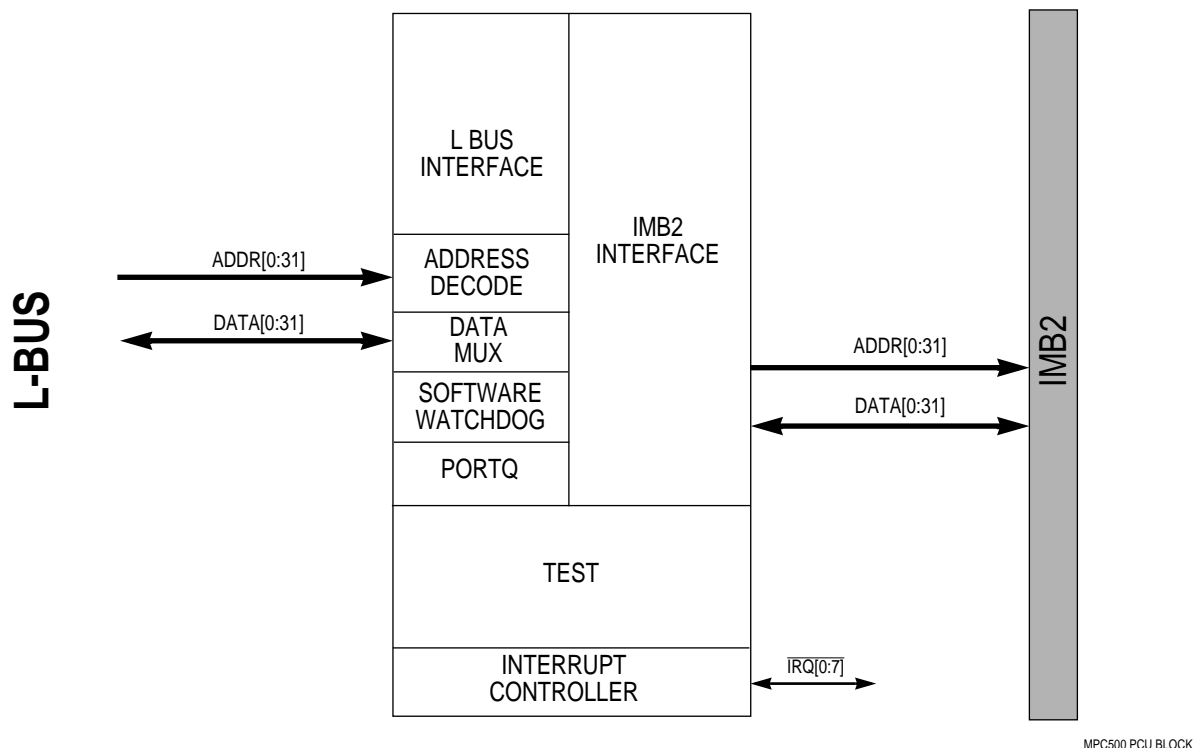 L BUS
INTERFACE
IMB2
INTERFACE
ADDR[0:31]
ADDRESS
DECODE
L-BUS
DATA[0:31]
DATA
MUX
ADDR[0:31]
IMB2
SOFTWARE
WATCHDOG
DATA[0:31]
PORTQ
TEST
INTERRUPT
CONTROLLER
IRQ[0:7]
MPC500 PCU BLOCK